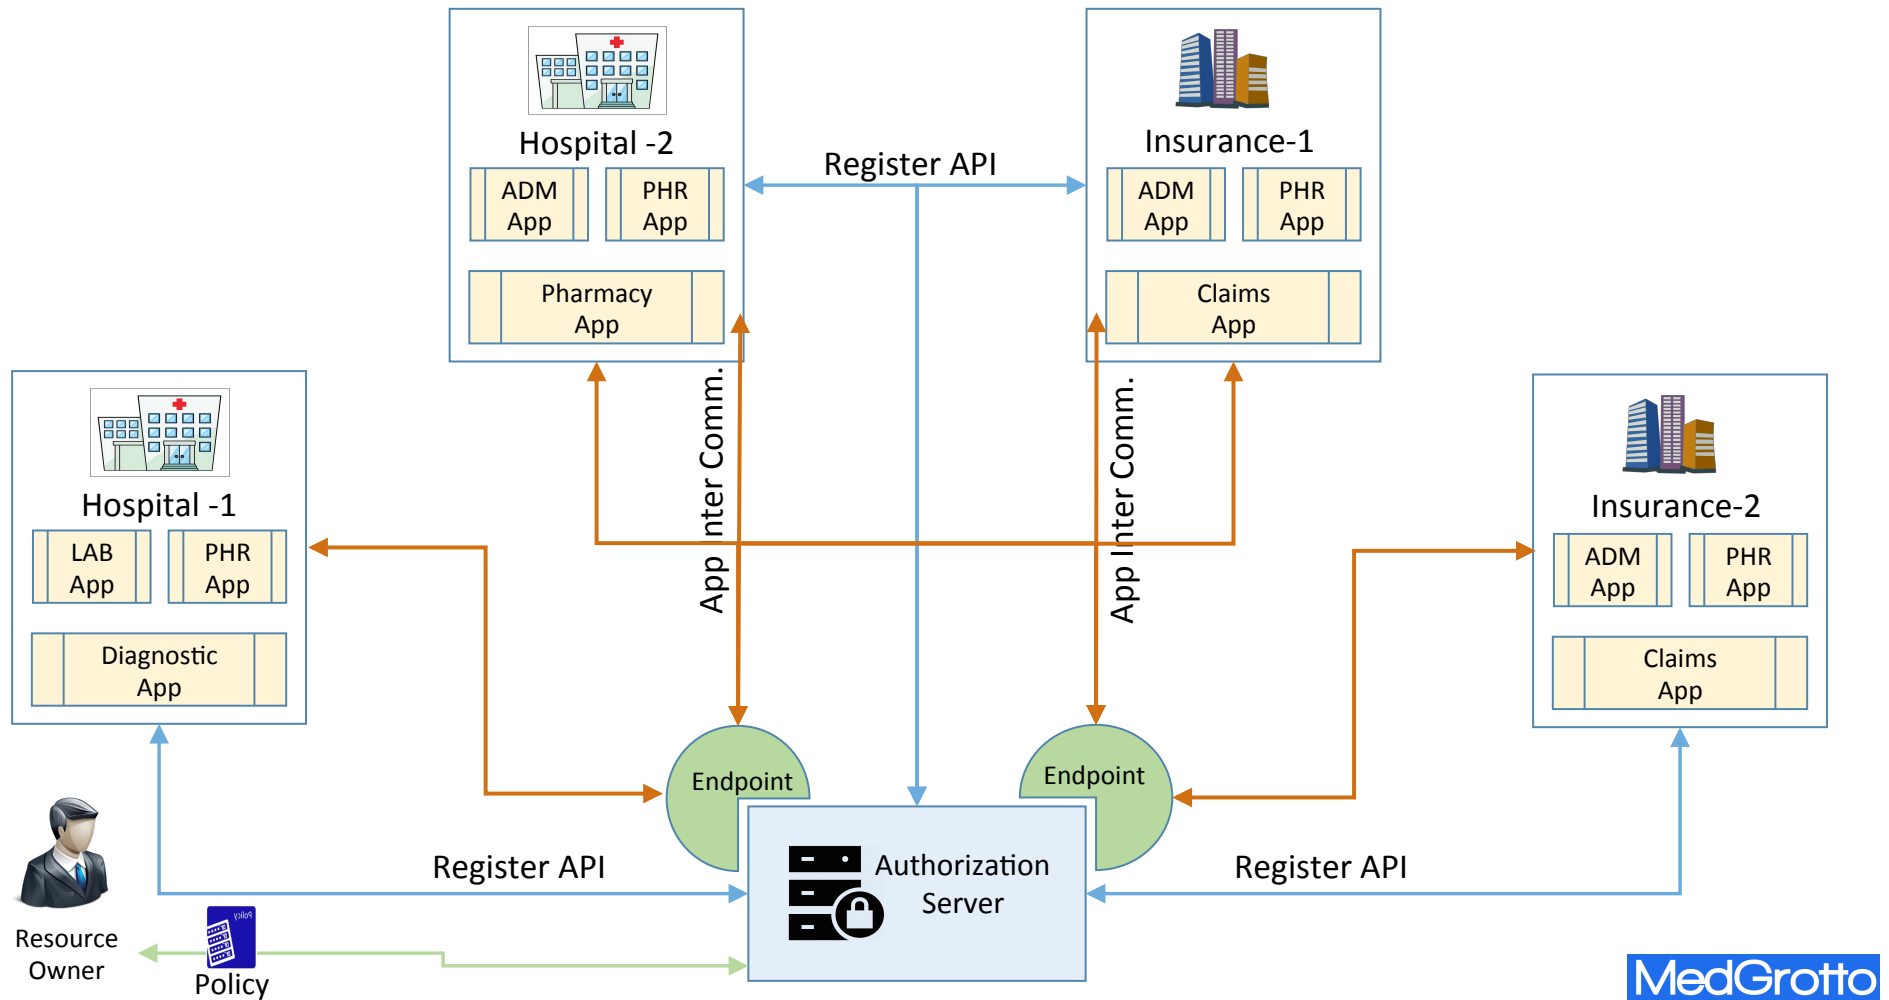 Hospital -2
ADM
App
PHR
App
Pharmacy
App
Insurance-1
ADM
App
PHR
App
Claims
App
Register API
App Inter Comm.
App Inter Comm.
Hospital -1
LAB
App
PHR
App
Diagnostic
App
Insurance-2
ADM
App
PHR
App
Claims
App
Endpoint
Endpoint
Register API
Authorization
Server
Register API
Resource
Owner
Policy
Policy
MedGrotto